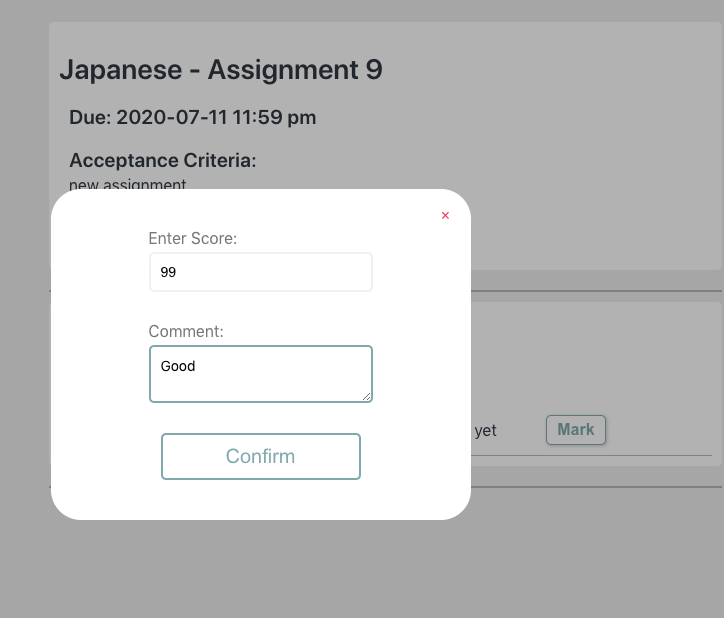 Japanese - Assignment 9
Due: 2020-07-11 11:59 pm
Acceptance Criteria:
new assignment
×
Enter Score:
99
Comment:
Good
yet
Mark
Confirm